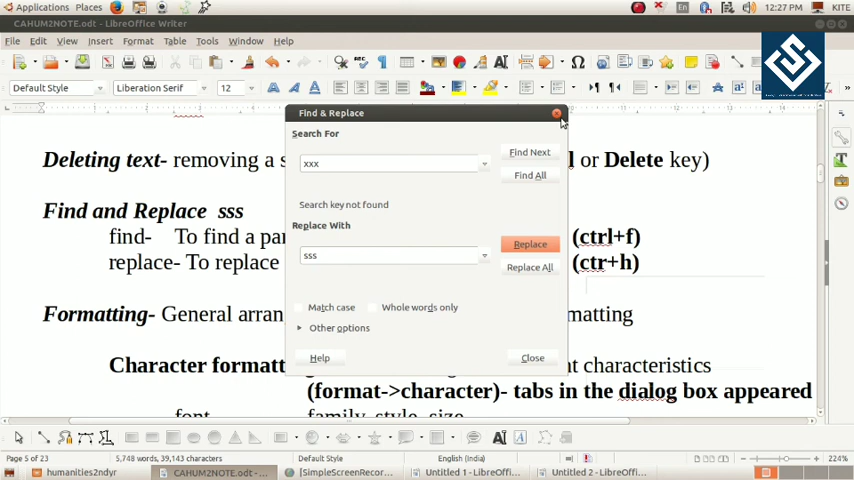 Applications Places En 12:27 PM KITE
CAHUM2NOTE.odt - LibreOffice Writer
File Edit View Insert Format Table Tools Window Help
Default Style Liberation Serif 12
Find & Replace
Search For
xxx
Find Next
Find All
Search key not found
Replace With
sss
Replace
Replace All
Match case Whole words only
Other options
Help Close
Deleting text- removing a s or Delete key)
Find and Replace sss
find- To find a pa (ctrl+f)
replace- To replace (ctr+h)
Formatting- General arran matting
Character format t characteristics
(format->character)- tabs in the dialog box appeared
font family, style, size
Page 5 of 23 5,748 words, 39,143 characters English (India) 224%
humanities2ndyr CAHUM2NOTE.odt -... [SimpleScreenRecor... Untitled 1 - LibreOffi... Untitled 2 - LibreOffi...